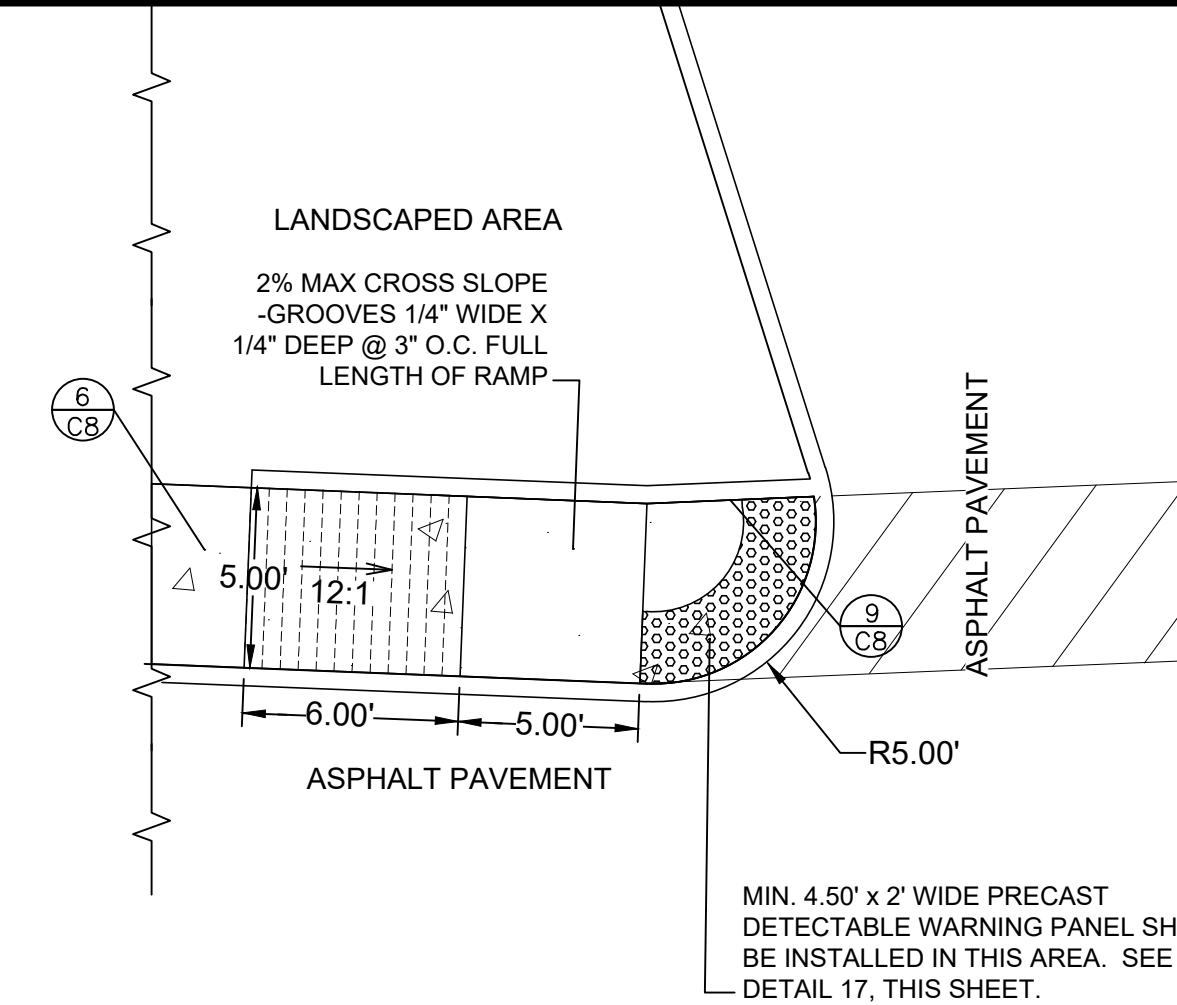 LANDSCAPED AREA
2% MAX CROSS SLOPE
-GROOVES 1/4" WIDE X
1/4" DEEP @ 3" O.C. FULL
LENGTH OF RAMP
6
C8
ASPHALT PAVEMENT
5.00'
12:1
9
C8
6.00'
5.00'
R5.00'
ASPHALT PAVEMENT
MIN. 4.50' x 2' WIDE PRECAST
DETECTABLE WARNING PANEL SH
BE INSTALLED IN THIS AREA. SEE
DETAIL 17, THIS SHEET.